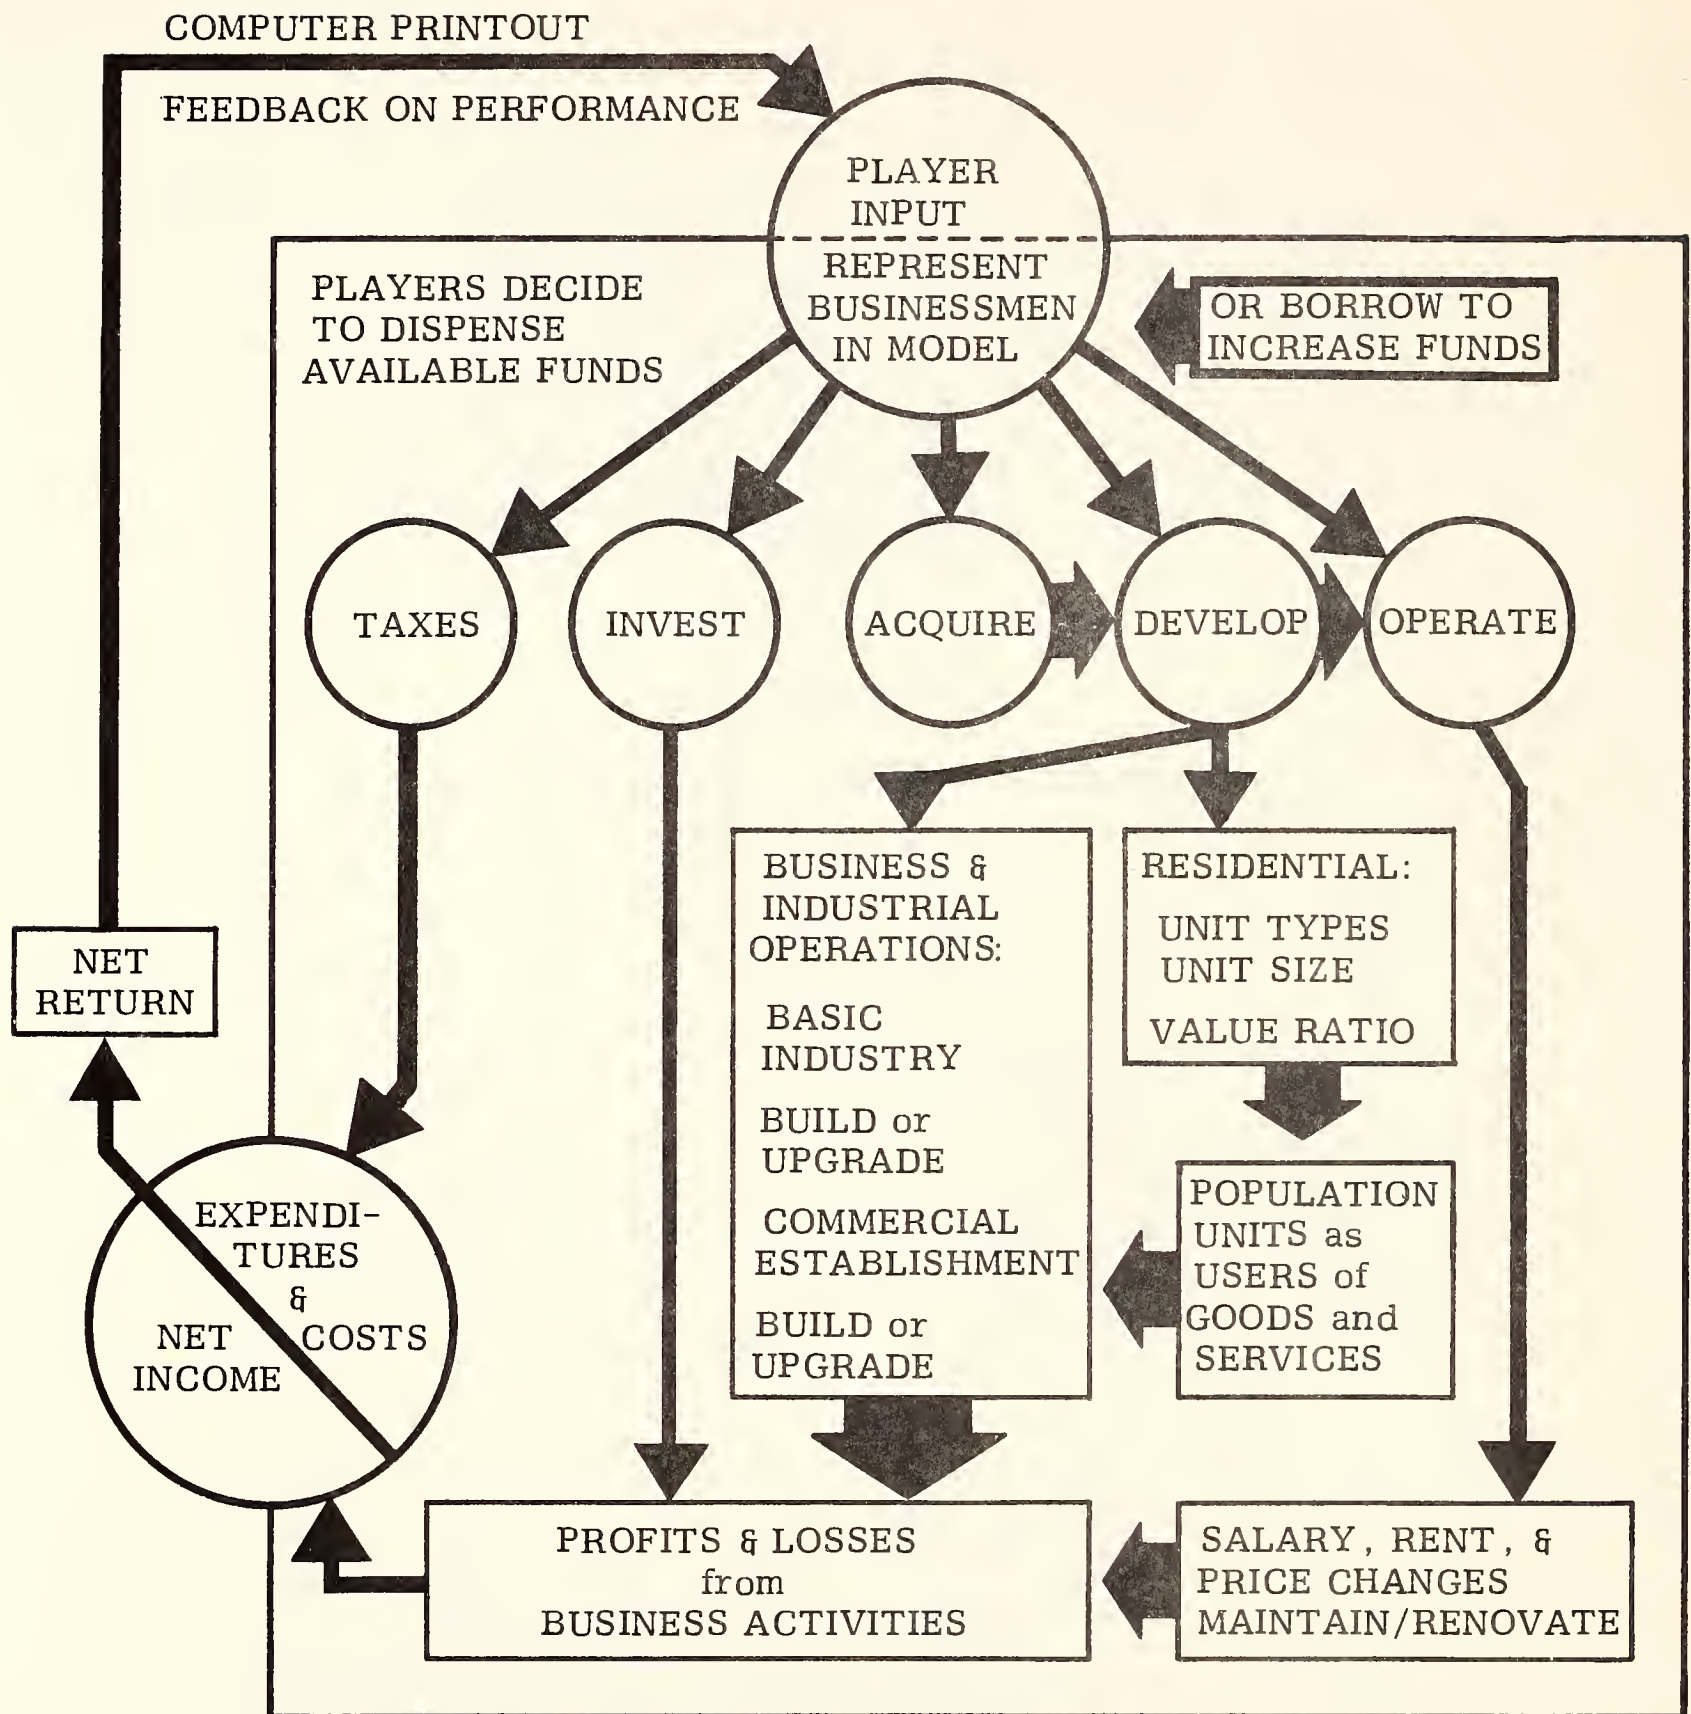 COMPUTER PRINTOUT
FEEDBACK ON PERFORMANCE
PLAYER
INPUT
REPRESENT
BUSINESSMEN
IN MODEL
PLAYERS DECIDE
TO DISPENSE
AVAILABLE FUNDS
OR BORROW TO
INCREASE FUNDS
TAXES
INVEST
ACQUIRE
DEVELOP
OPERATE
BUSINESS &
INDUSTRIAL
OPERATIONS:
BASIC
INDUSTRY
BUILD or
UPGRADE
COMMERCIAL
ESTABLISHMENT
BUILD or
UPGRADE
RESIDENTIAL:
UNIT TYPES
UNIT SIZE
VALUE RATIO
POPULATION
UNITS as
USERS of
GOODS and
SERVICES
NET
RETURN
EXPENDI-
TURES
&
COSTS
NET
INCOME
PROFITS & LOSSES
from
BUSINESS ACTIVITIES
SALARY, RENT, &
PRICE CHANGES
MAINTAIN/RENOVATE